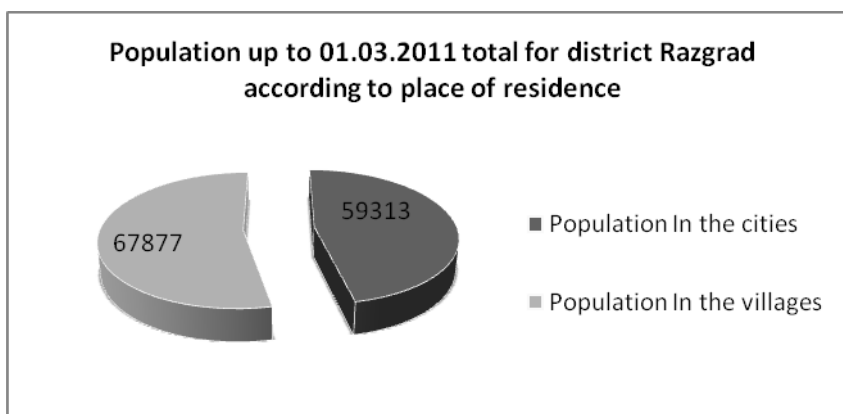 Population up to 01.03.2011 total for district Razgrad
according to place of residence
59313
67877
Population In the cities
Population In the villages